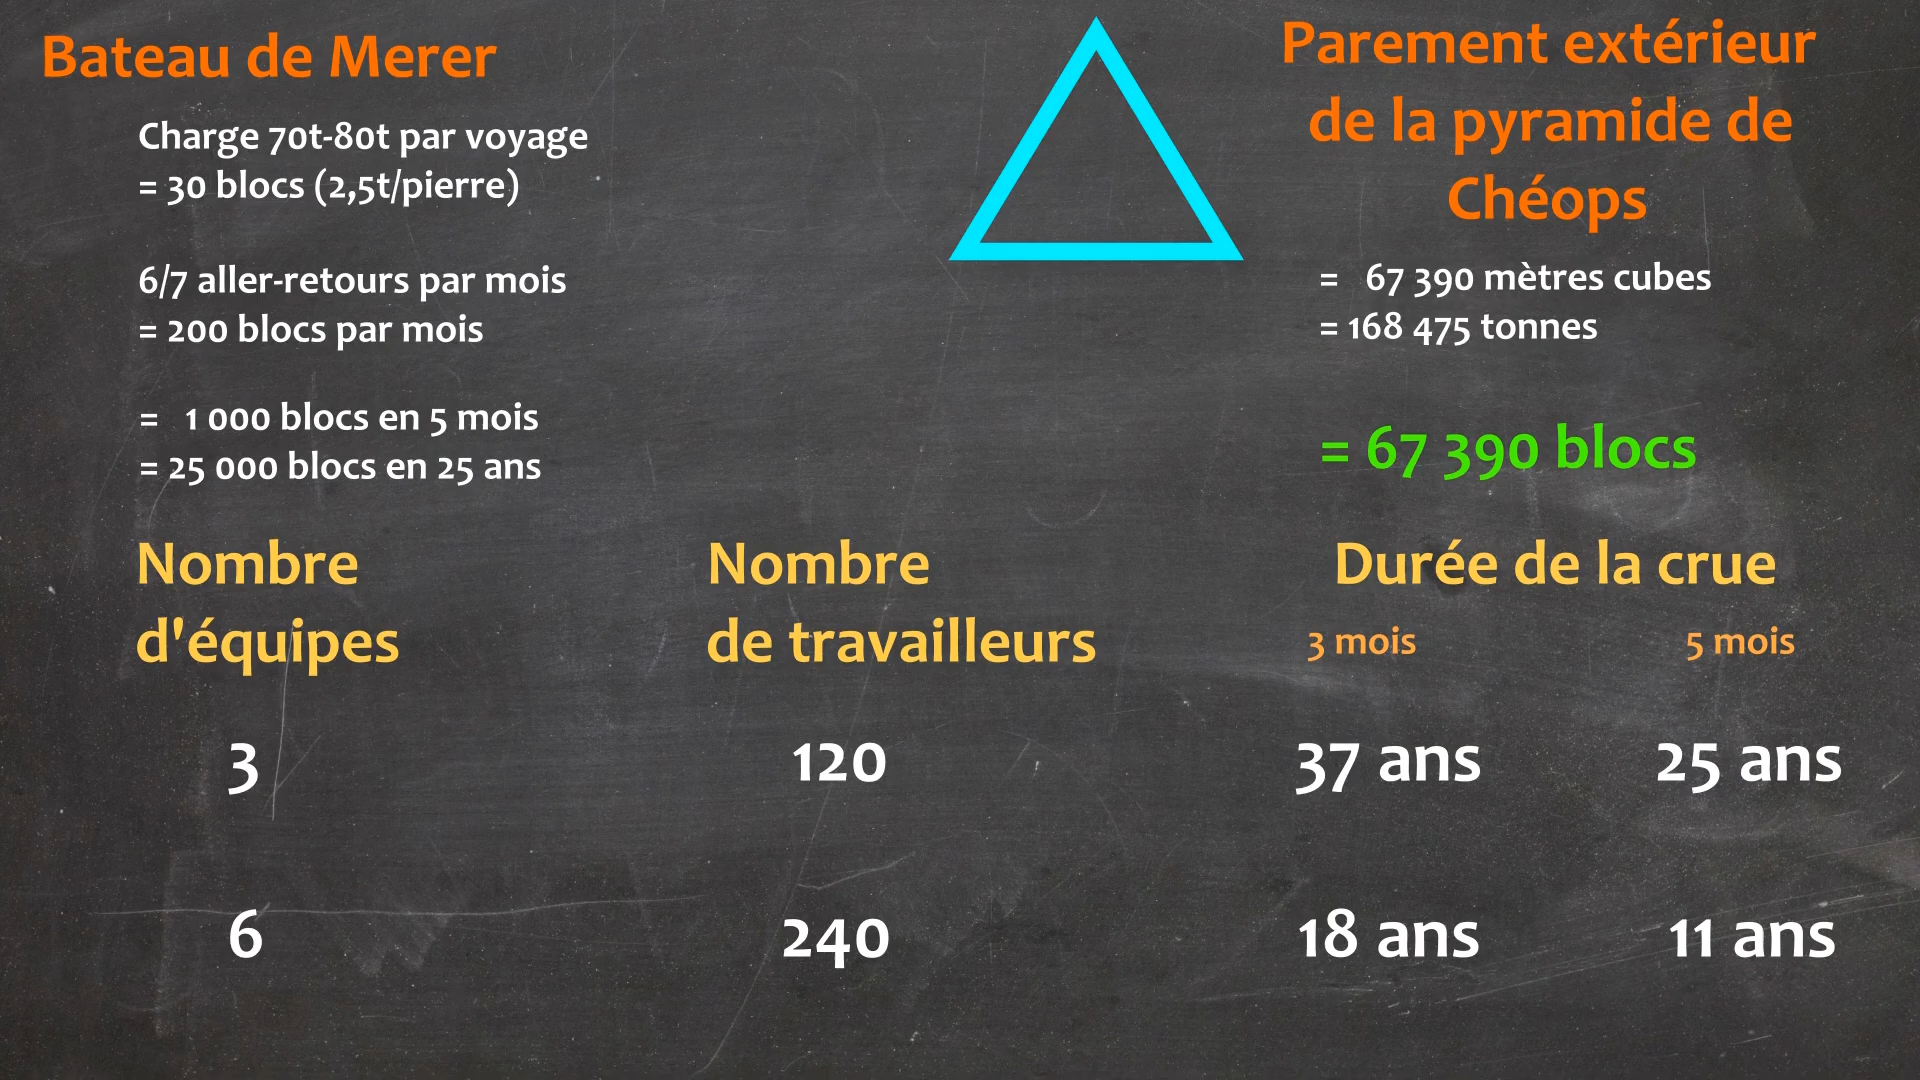 Bateau de Merer
Charge 70t-80t par voyage
= 30 blocs (2,5t/pierre)
6/7 aller-retours par mois
= 200 blocs par mois
= 1 000 blocs en 5 mois
= 25 000 blocs en 25 ans
Parement extérieur
de la pyramide de
Chéops
= 67 390 mètres cubes
= 168 475 tonnes
= 67 390 blocs
Nombre
d'équipes
Nombre
de travailleurs
Durée de la crue
3 mois 5 mois
3 120 37 ans 25 ans
6 240 18 ans 11 ans